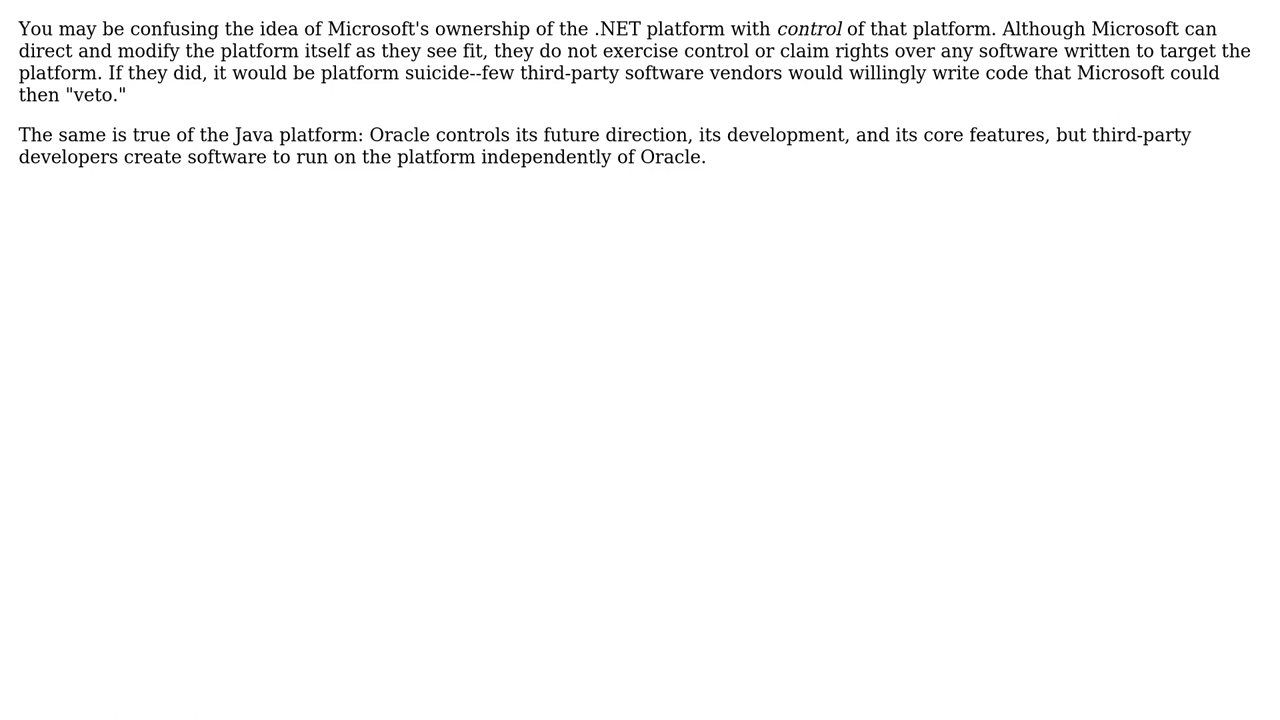 You may be confusing the idea of Microsoft's ownership of the .NET platform with control of that platform. Although Microsoft can
direct and modify the platform itself as they see fit, they do not exercise control or claim rights over any software written to target the
platform. If they did, it would be platform suicide--few third-party software vendors would willingly write code that Microsoft could
then "veto."
The same is true of the Java platform: Oracle controls its future direction, its development, and its core features, but third-party
developers create software to run on the platform independently of Oracle.